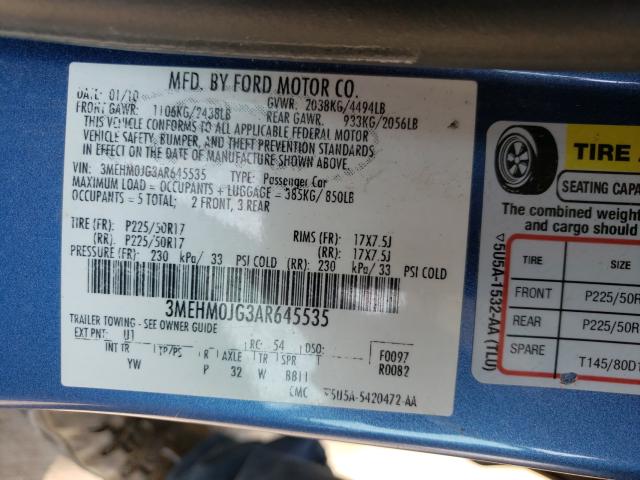 MFD. BY FORD MOTOR CO.
DATE: 01/10 GVWR: 2038KG/4494LB
FRONT GAWR: 1106KG/2438LB REAR GAWR: 933KG/2056LB
THIS VEHICLE CONFORMS TO ALL APPLICABLE FEDERAL MOTOR
VEHICLE SAFETY, BUMPER, AND THEFT PREVENTION STANDARDS
IN EFFECT ON THE DATE OF MANUFACTURE SHOWN ABOVE.
VIN: 3MEHM0JG3AR645535 TYPE: Passenger Car
MAXIMUM LOAD = OCCUPANTS + LUGGAGE = 385KG/850LB
OCCUPANTS = 5 TOTAL; 2 FRONT, 3 REAR
TIRE (FR): P225/50R17 RIMS (FR): 17X7.5J
(RR): P225/50R17 (RR): 17X7.5J
PRESSURE (FR): 230 kPa/ 33 PSI COLD (RR): 230 kPa/ 33 PSI COLD
3MEHM0JG3AR645535
TRAILER TOWING - SEE OWNER GUIDE
EXT PNT: U1 RC: 54 DSO: F0097
INT TR TP/PS R AXLE TR SPR R0082
YW P 32 W BB11
CMC 5U5A-5420472-AA
TIRE
SEATING CAPA
The combined weight
and cargo should
TIRE SIZE
FRONT P225/50R
REAR P225/50R
SPARE T145/80D1
5U5A-1532-AA (TLU)